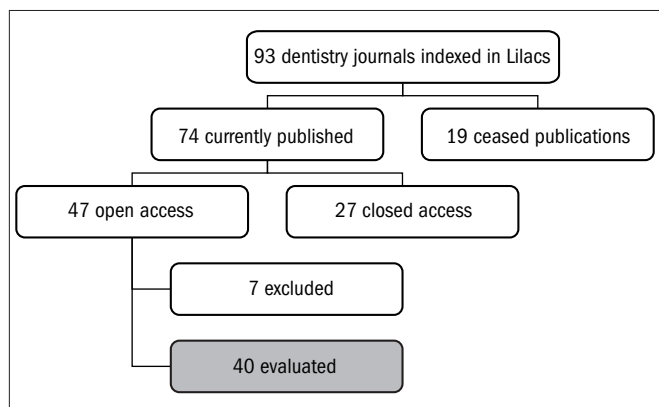 93 dentistry journals indexed in Lilacs
74 currently published
19 ceased publications
47 open access
27 closed access
7 excluded
40 evaluated